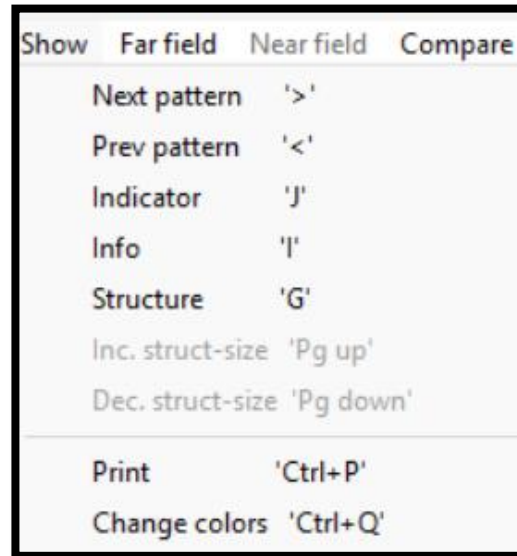 Show Far field Near field Compare
Next pattern '>'
Prev pattern '<'
Indicator 'J'
Info 'I'
Structure 'G'
Inc. struct-size 'Pg up'
Dec. struct-size 'Pg down'
Print 'Ctrl+P'
Change colors 'Ctrl+Q'